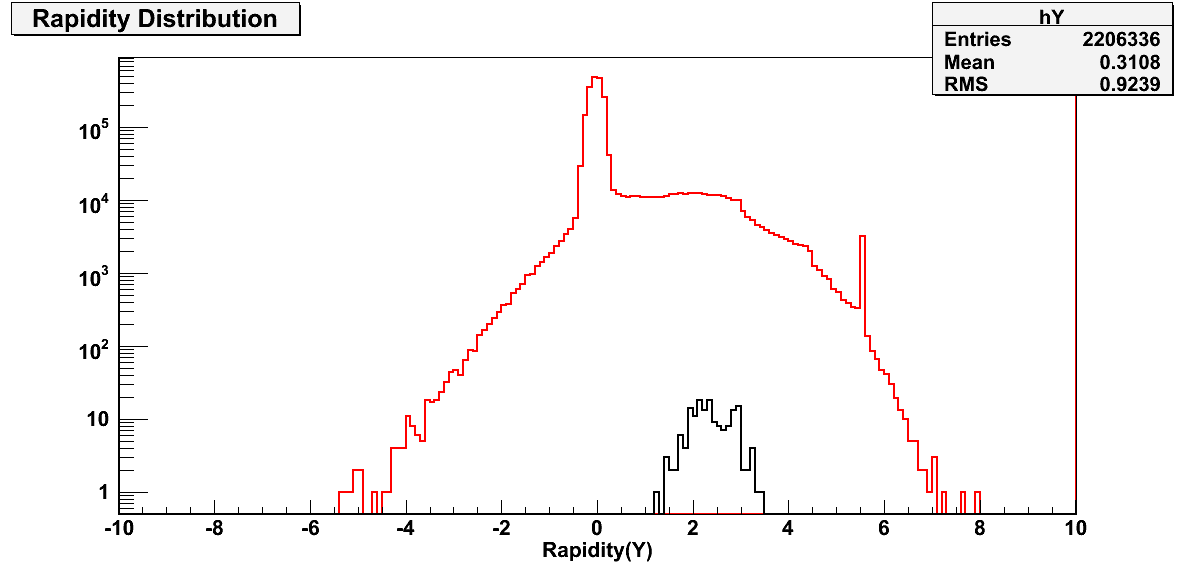 Rapidity Distribution
hY
Entries 2206336
Mean 0.3108
RMS 0.9239
10^5
10^4
10^3
10^2
10
1
-10 -8 -6 -4 -2 0 2 4 6 8 10
Rapidity(Y)